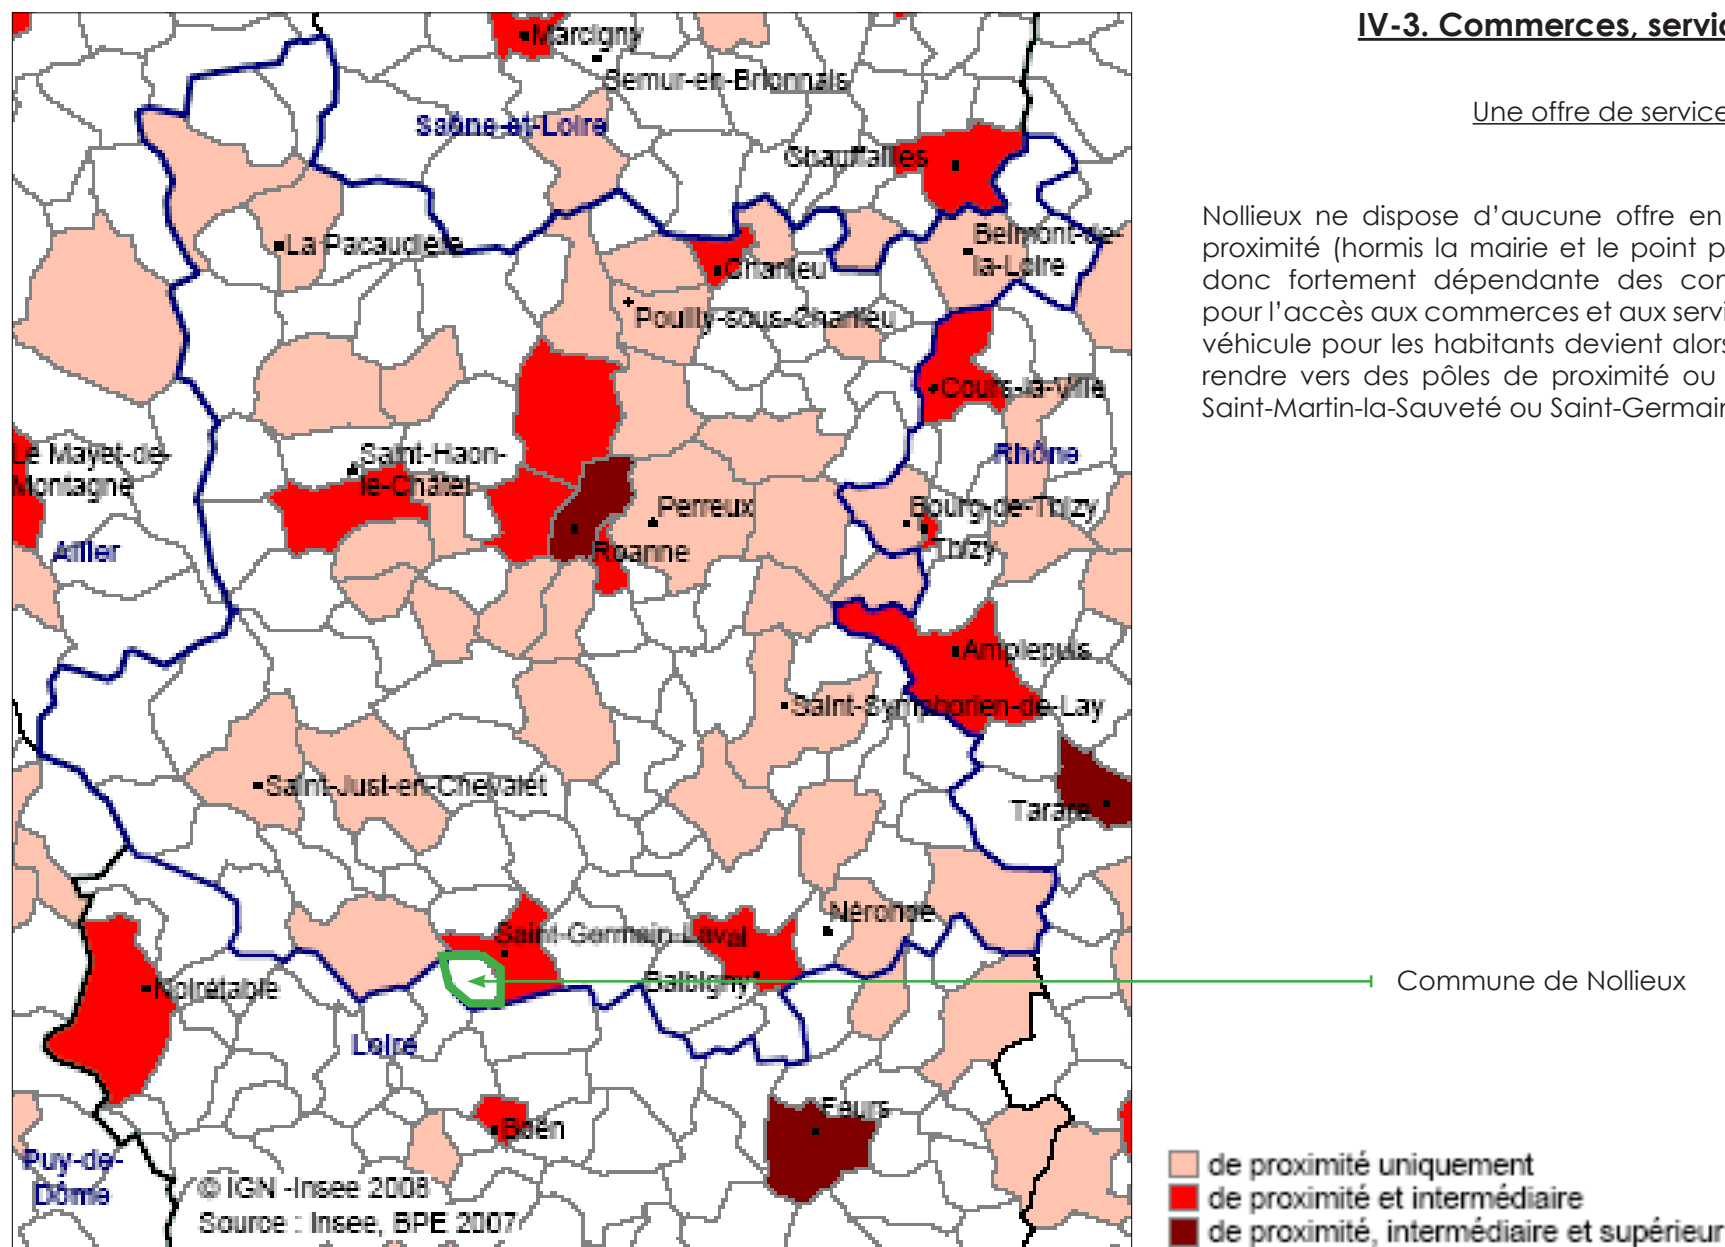 IV-3. Commerces, servic
Une offre de service
Nollieux ne dispose d'aucune offre en
proximité (hormis la mairie et le point p
donc fortement dépendante des con
pour l'accès aux commerces et aux servi
véhicule pour les habitants devient alors
rendre vers des pôles de proximité ou
Saint-Martin-la-Sauveté ou Saint-Germain
Marcigny
Semur-en-Brionnais
Saône-et-Loire
Chauffailles
La Pacaudière
Belmont-de-
la-Loire
Charlieu
Pouilly-sous-Charlieu
Cours-la-Ville
Rhône
Le Mayet-de-
Montagne
Saint-Haon-
le-Châtel
Perreux
Bourg-de-Thizy
Thizy
Allier
Roanne
Amplepuis
Saint-Symphorien-de-Lay
Saint-Just-en-Chevalet
Tarare
Néronde
Saint-Germain-Laval
Balbigny
Noirétable
Commune de Nollieux
Loire
Feurs
Boën
Puy-de-
Dôme
© IGN -Insee 2008
Source : Insee, BPE 2007
de proximité uniquement
de proximité et intermédiaire
de proximité, intermédiaire et supérieur